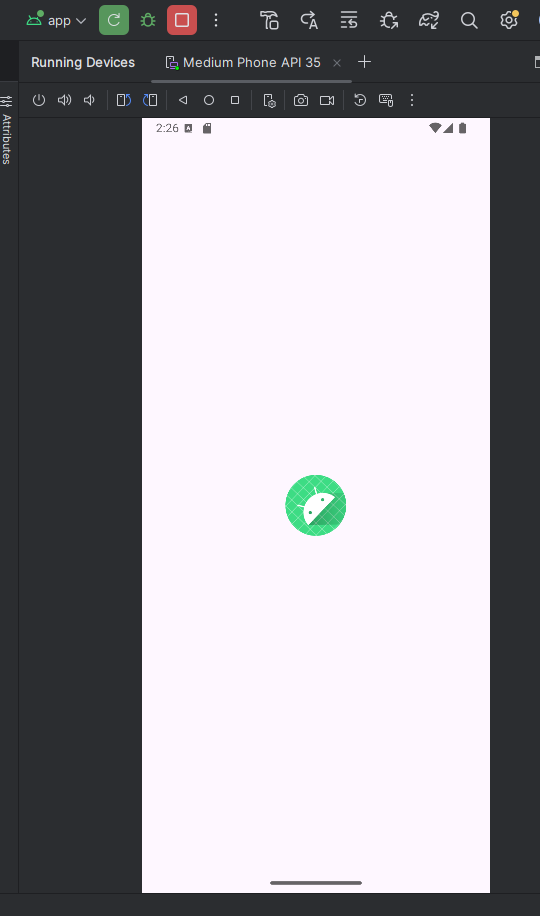 app
Running Devices
Medium Phone API 35
Attributes
2:26